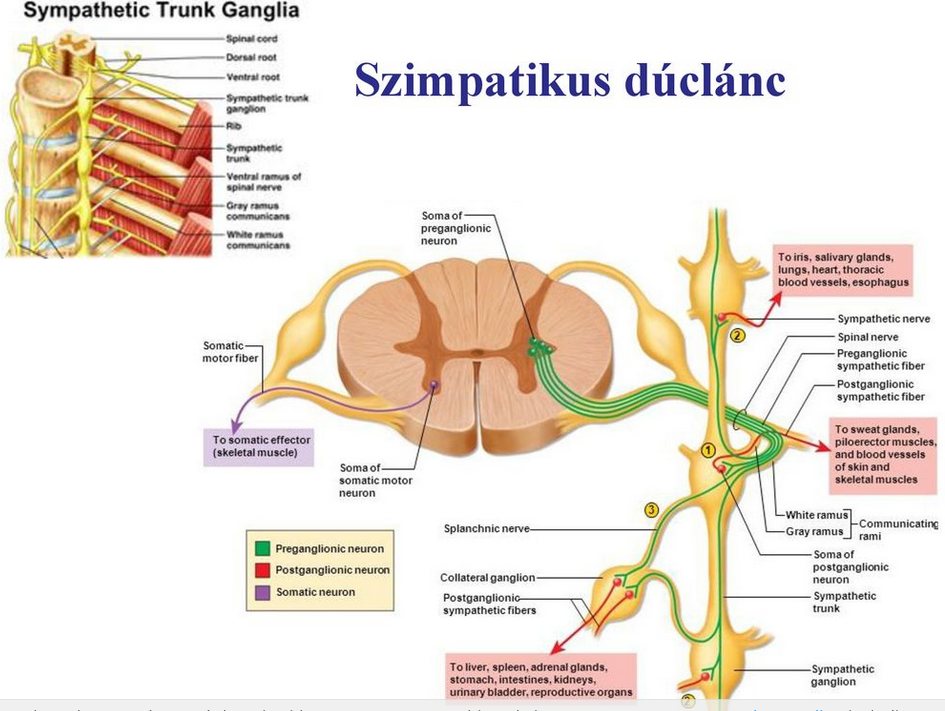 Sympathetic Trunk Ganglia
Spinal cord
Dorsal root
Ventral root
Sympathetic trunk
ganglion
Rib
Sympathetic
trunk
Ventral ramus of
spinal nerve
Gray ramus
communicans
White ramus
communicans
Szimpatikus dúclánc
Soma of
preganglionic
neuron
To iris, salivary glands,
lungs, heart, thoracic
blood vessels, esophagus
Sympathetic nerve
2
Spinal nerve
Preganglionic
sympathetic fiber
Postganglionic
sympathetic fiber
Somatic
motor fiber
To somatic effector
(skeletal muscle)
To sweat glands,
piloerector muscles,
and blood vessels
of skin and
skeletal muscles
1
Soma of
somatic motor
neuron
3
White ramus
Gray ramus
Communicating
rami
Splanchnic nerve
Preganglionic neuron
Postganglionic neuron
Somatic neuron
Soma of
postganglionic
neuron
Collateral ganglion
Postganglionic
sympathetic fibers
Sympathetic
trunk
To liver, spleen, adrenal glands,
stomach, intestines, kidneys,
urinary bladder, reproductive organs
Sympathetic
ganglion
2